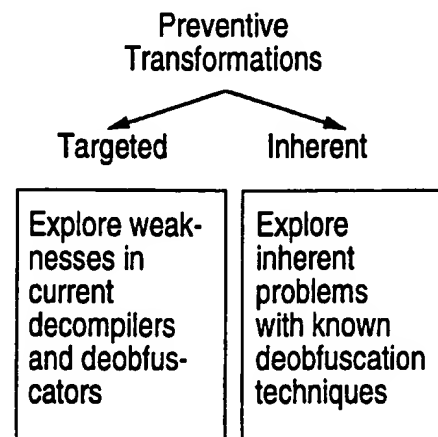 Preventive
Transformations
Targeted
Inherent
Explore weak-
nesses in
current
decompilers
and deobfus-
cators
Explore
inherent
problems
with known
deobfuscation
techniques